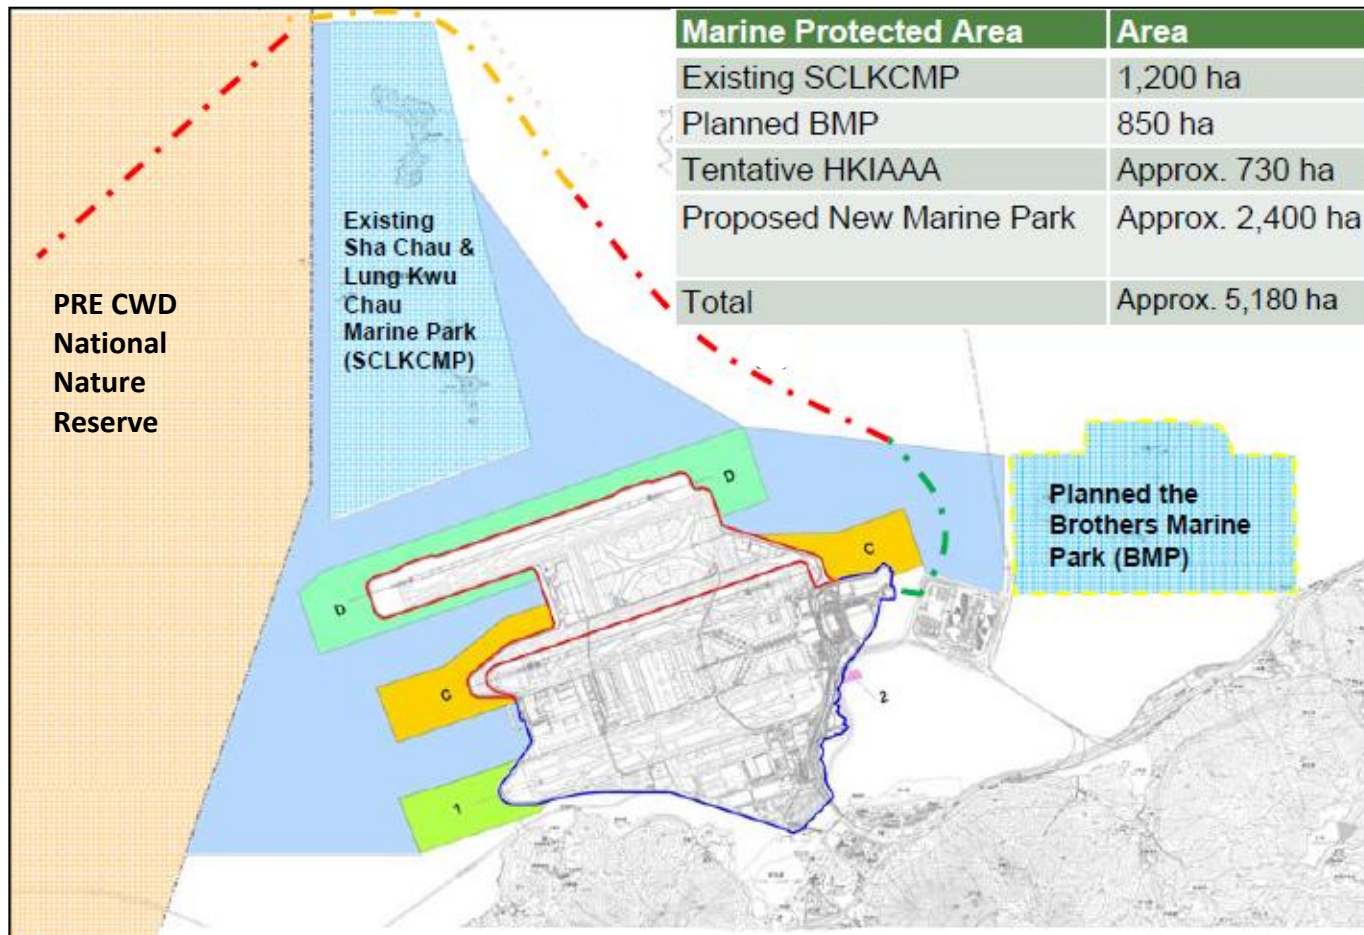 Marine Protected Area Area
Existing SCLKCMP 1,200 ha
Planned BMP 850 ha
Tentative HKIAAA Approx. 730 ha
Proposed New Marine Park Approx. 2,400 ha
Total Approx. 5,180 ha
Existing
Sha Chau &
Lung Kwu
Chau
Marine Park
(SCLKCMP)
PRE CWD
National
Nature
Reserve
D
D
C
C
Planned the
Brothers Marine
Park (BMP)
1
2